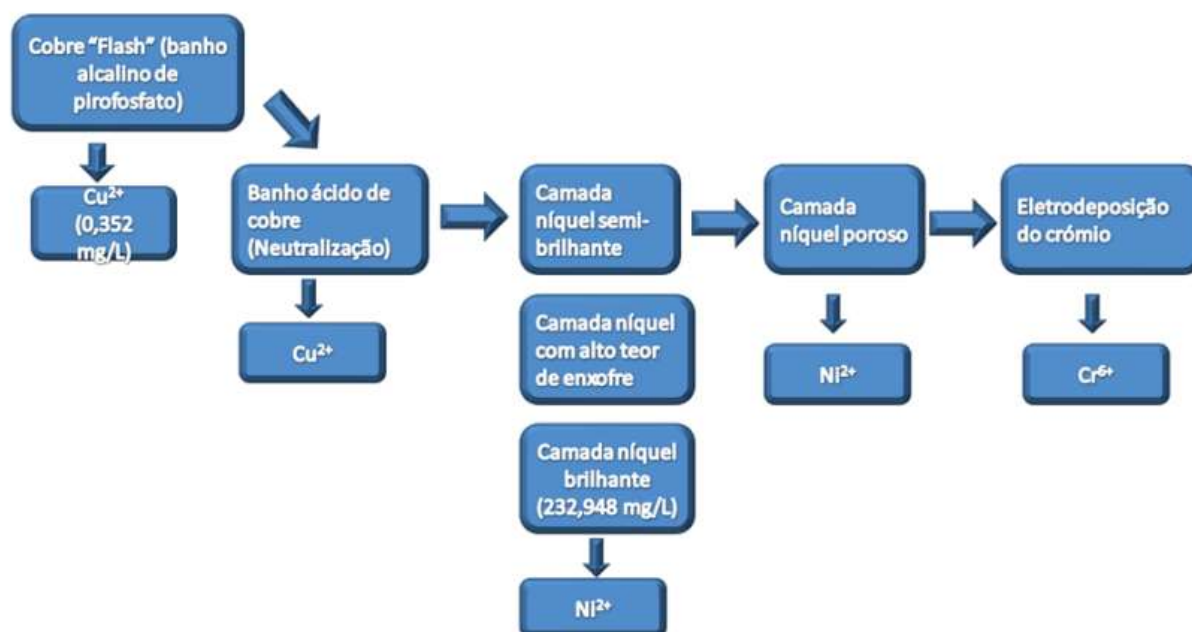 Cobre “Flash” (banho
alcalino de
pirofosfato)
Cu²⁺
(0,352
mg/L)
Banho ácido de
cobre
(Neutralização)
Cu²⁺
Camada
níquel semi-
brilhante
Camada níquel
com alto teor
de enxofre
Camada níquel
brilhante
(232,948 mg/L)
Ni²⁺
Camada
níquel poroso
Ni²⁺
Eletrodeposição
do crómio
Cr⁶⁺